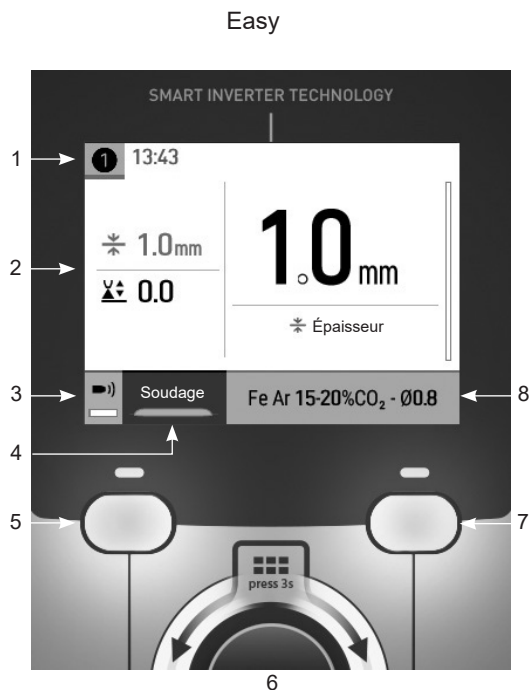 Easy
SMART INVERTER TECHNOLOGY
1
1 13:43
2
1.0mm
0.0
1.0 mm
Épaisseur
3
Soudage
Fe Ar 15-20%CO₂ - Ø0.8
8
4
5
7
press 3s
6